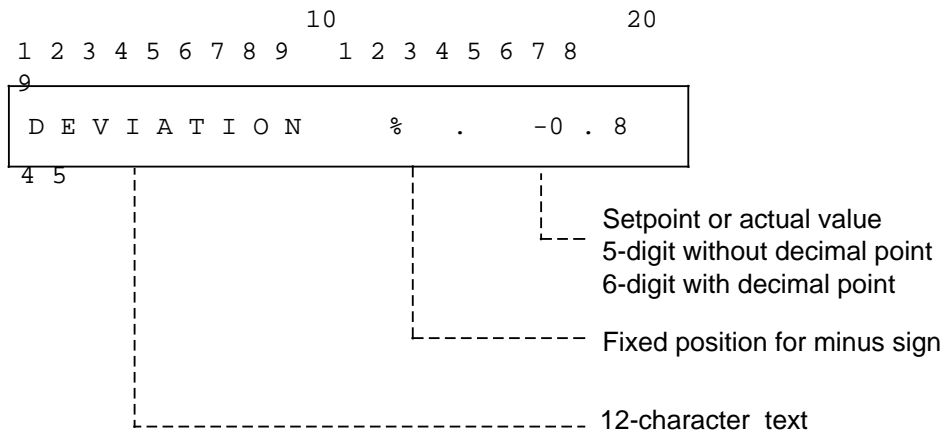 10 20
1 2 3 4 5 6 7 8 9 1 2 3 4 5 6 7 8
9
D E V I A T I O N % . -0 . 8
4 5
Setpoint or actual value
5-digit without decimal point
6-digit with decimal point
Fixed position for minus sign
12-character text